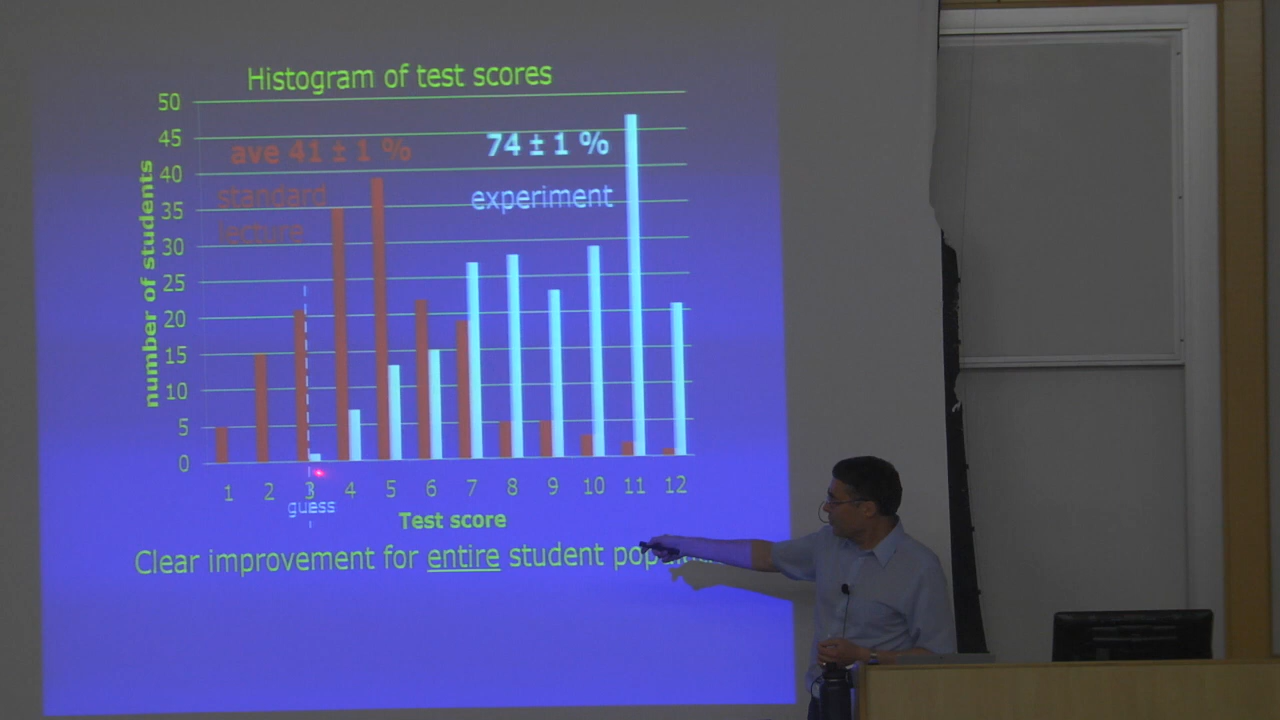 Histogram of test scores
50
45
40
35
30
25
20
15
10
5
0
number of students
ave 41 ± 1 %
standard
lecture
74 ± 1 %
experiment
1 2 3 4 5 6 7 8 9 10 11 12
guess
Test score
Clear improvement for entire student